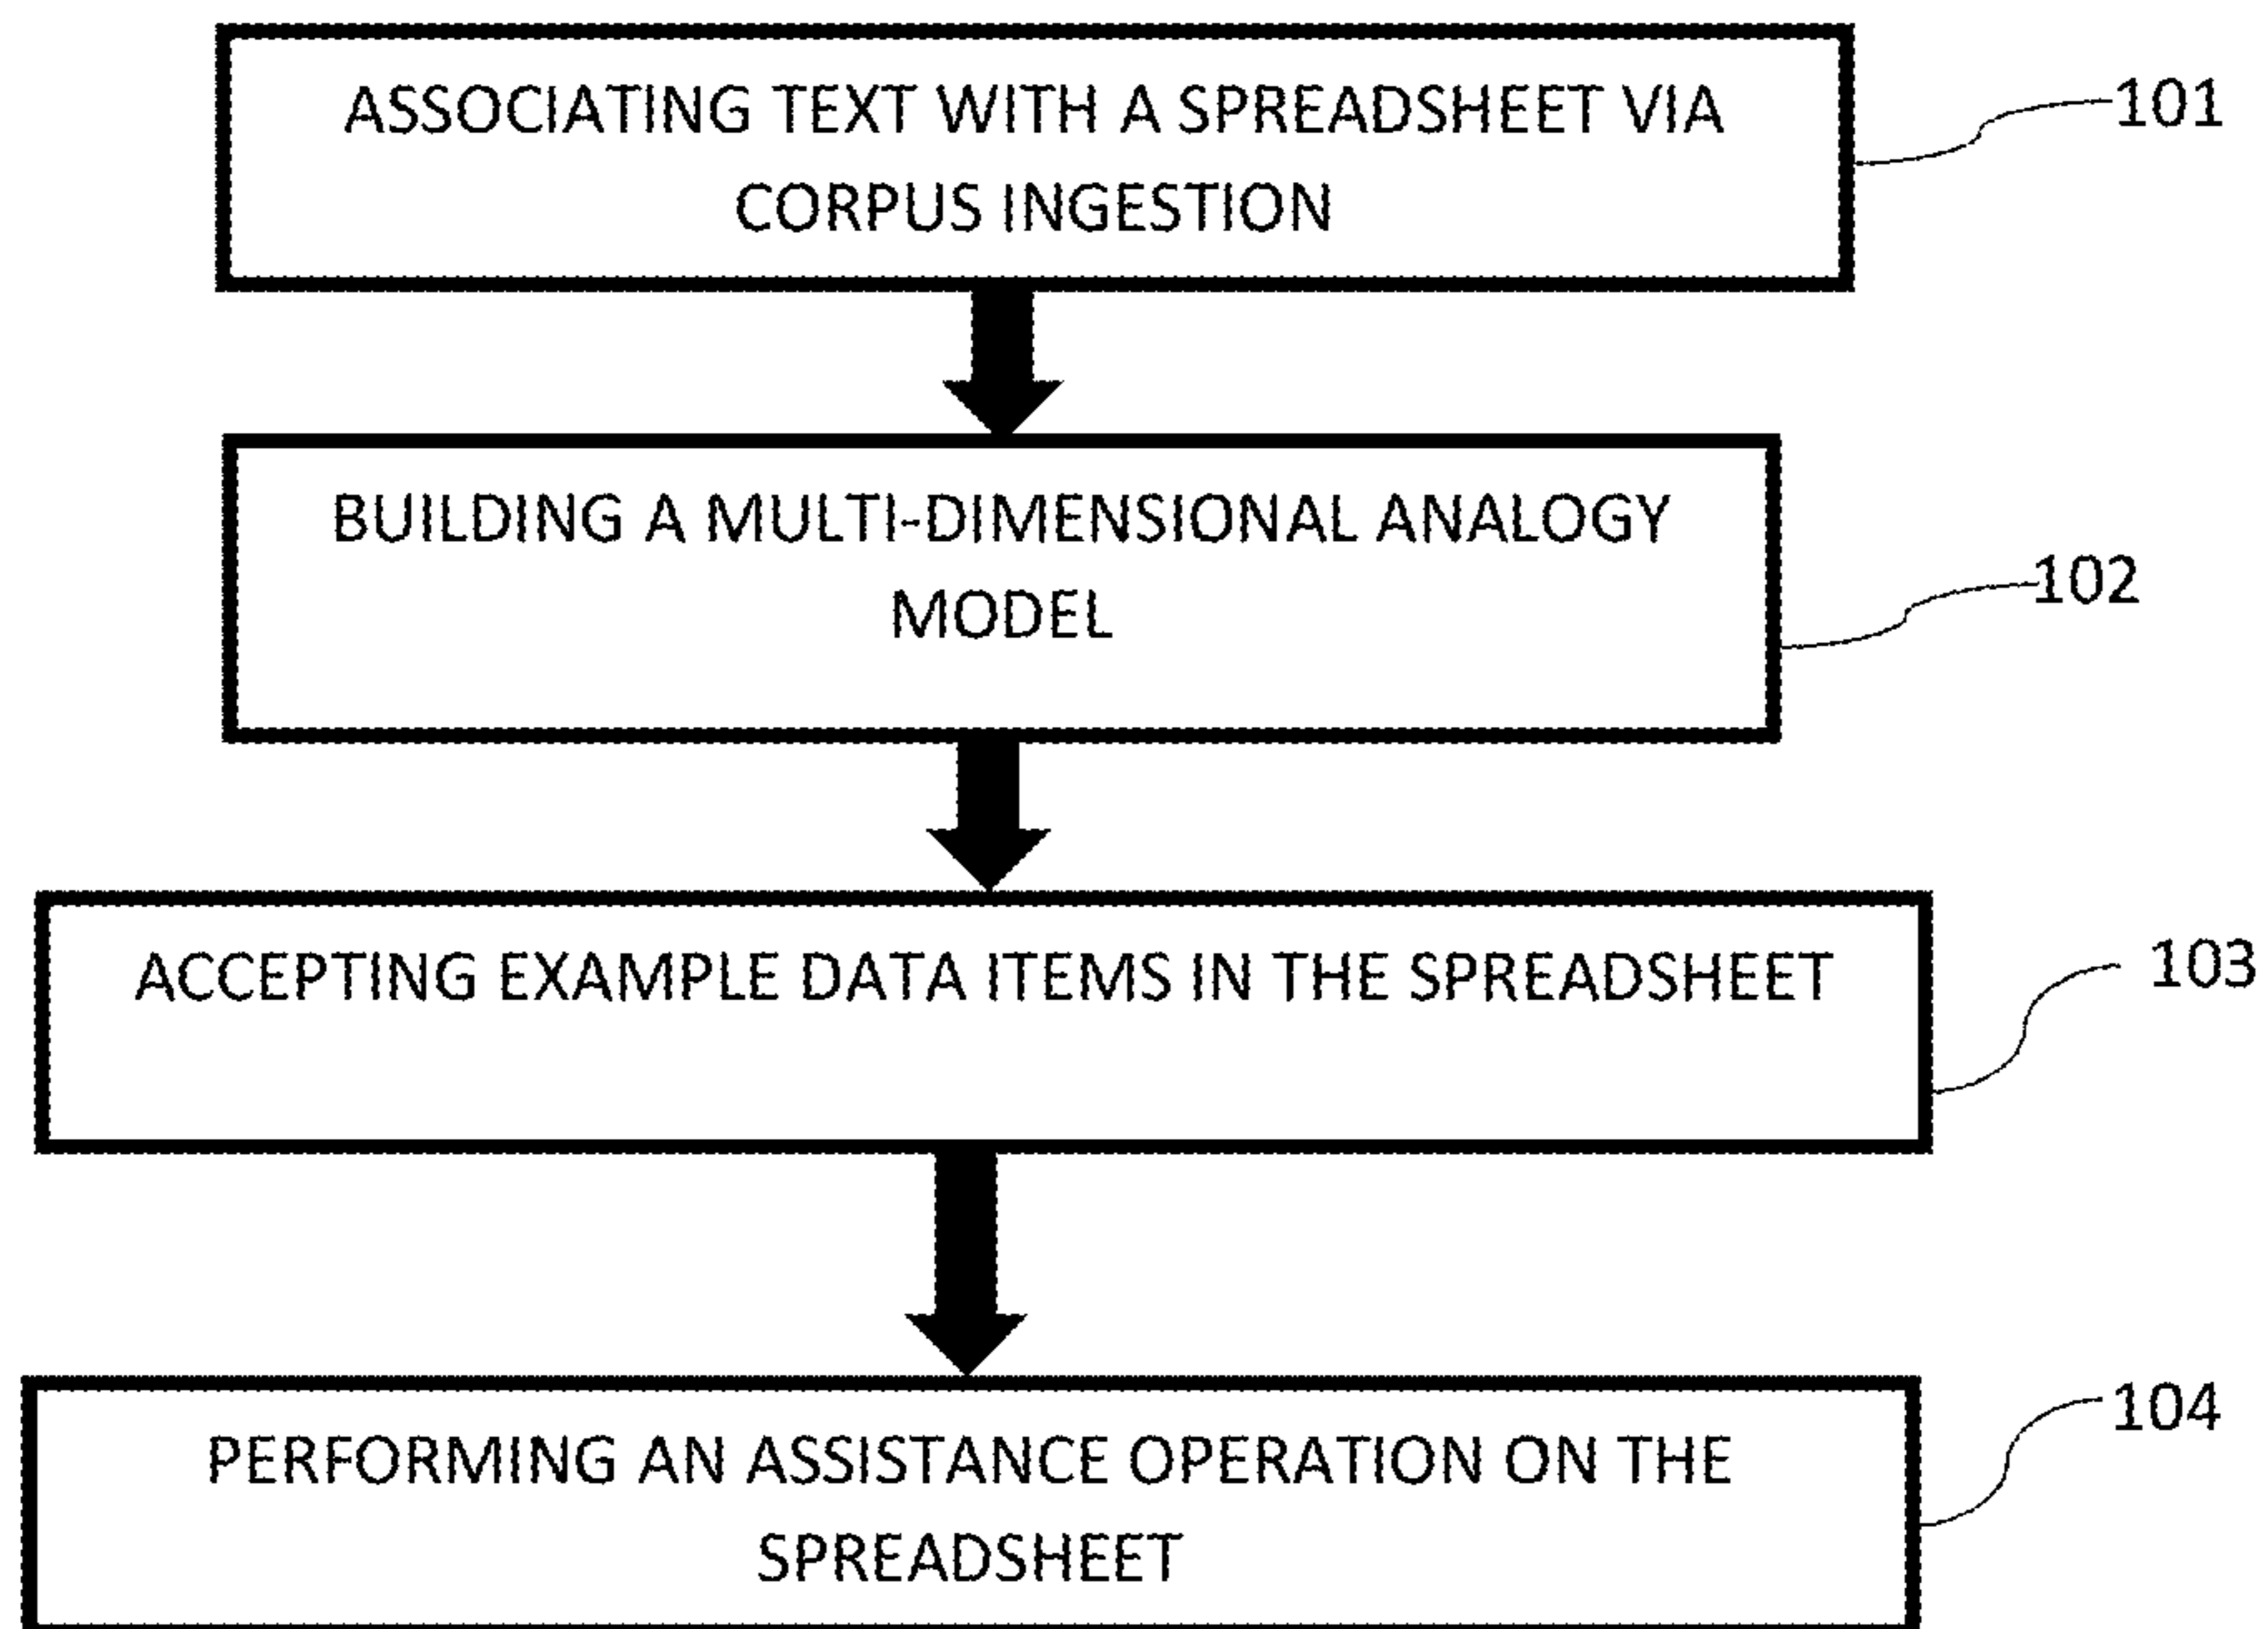 ASSOCIATING TEXT WITH A SPREADSHEET VIA
CORPUS INGESTION
101
BUILDING A MULTI-DIMENSIONAL ANALOGY
MODEL
102
ACCEPTING EXAMPLE DATA ITEMS IN THE SPREADSHEET
103
PERFORMING AN ASSISTANCE OPERATION ON THE
SPREADSHEET
104